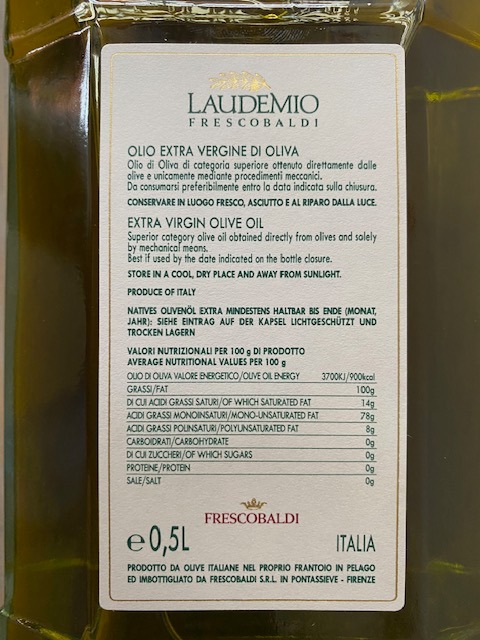 LAUDEMIO
FRESCOBALDI
OLIO EXTRA VERGINE DI OLIVA
Olio di Oliva di categoria superiore ottenuto direttamente dalle
olive e unicamente mediante procedimenti meccanici.
Da consumarsi preferibilmente entro la data indicata sulla chiusura.
CONSERVARE IN LUOGO FRESCO, ASCIUTTO E AL RIPARO DALLA LUCE.
EXTRA VIRGIN OLIVE OIL
Superior category olive oil obtained directly from olives and solely
by mechanical means.
Best if used by the date indicated on the bottle closure.
STORE IN A COOL, DRY PLACE AND AWAY FROM SUNLIGHT.
PRODUCE OF ITALY
NATIVES OLIVENÖL EXTRA MINDESTENS HALTBAR BIS ENDE (MONAT,
JAHR): SIEHE EINTRAG AUF DER KAPSEL LICHTGESCHÜTZT UND
TROCKEN LAGERN
VALORI NUTRIZIONALI PER 100 g DI PRODOTTO
AVERAGE NUTRITIONAL VALUES PER 100 g
OLIO DI OLIVA VALORE ENERGETICO/OLIVE OIL ENERGY 3700KJ/900kcal
GRASSI/FAT 100g
DI CUI ACIDI GRASSI SATURI/OF WHICH SATURATED FAT 14g
ACIDI GRASSI MONOINSATURI/MONO-UNSATURATED FAT 78g
ACIDI GRASSI POLINSATURI/POLYUNSATURATED FAT 8g
CARBOIDRATI/CARBOHYDRATE 0g
DI CUI ZUCCHERI/OF WHICH SUGARS 0g
PROTEINE/PROTEIN 0g
SALE/SALT 0g
FRESCOBALDI
e 0,5L ITALIA
PRODOTTO DA OLIVE ITALIANE NEL PROPRIO FRANTOIO IN PELAGO
ED IMBOTTIGLIATO DA FRESCOBALDI S.R.L. IN PONTASSIEVE - FIRENZE